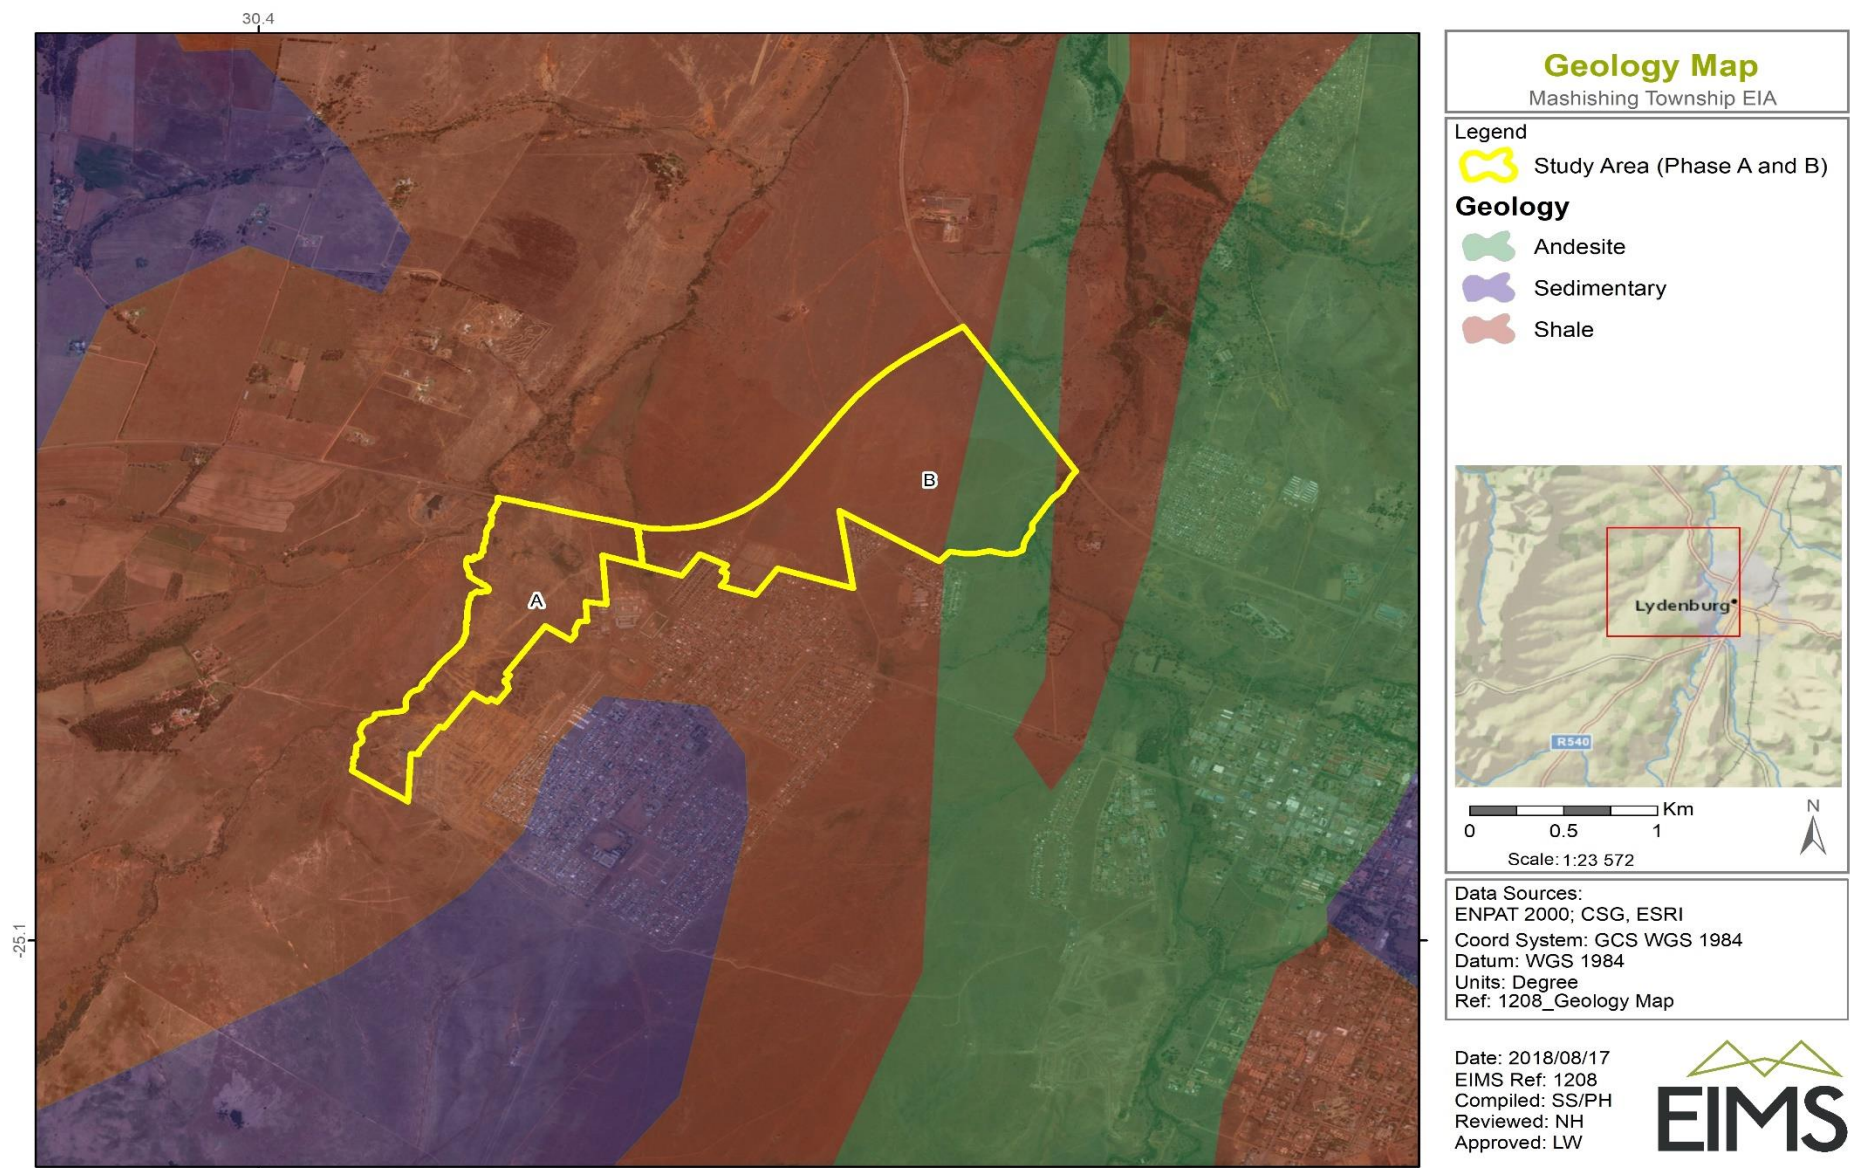 30.4
-25.1
A
B
Geology Map
Mashishing Township EIA
Legend
Study Area (Phase A and B)
Geology
Andesite
Sedimentary
Shale
Lydenburg
R540
Km
0 0.5 1
N
Scale: 1:23 572
Data Sources:
ENPAT 2000; CSG, ESRI
Coord System: GCS WGS 1984
Datum: WGS 1984
Units: Degree
Ref: 1208_Geology Map
Date: 2018/08/17
EIMS Ref: 1208
Compiled: SS/PH
Reviewed: NH
Approved: LW
EIMS